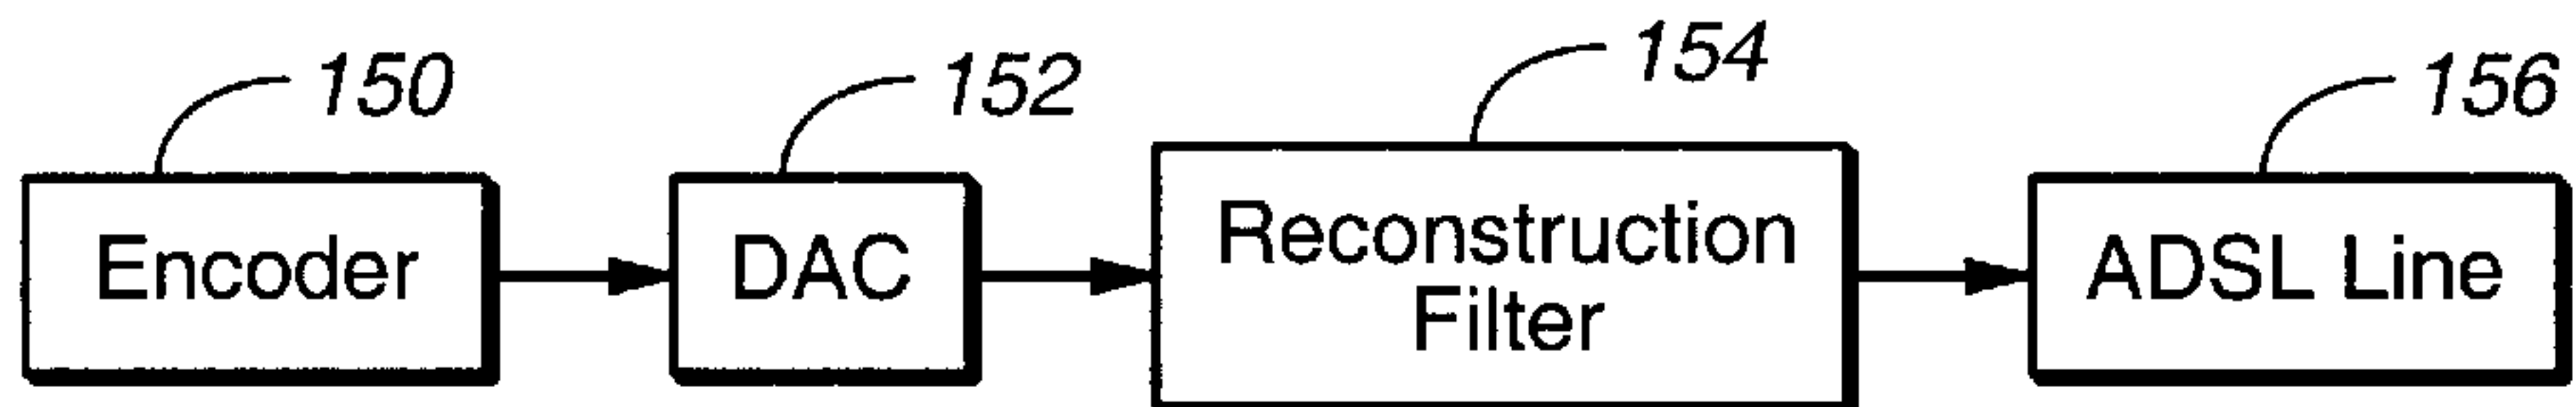 150
152
154
156
Encoder
DAC
Reconstruction
Filter
ADSL Line